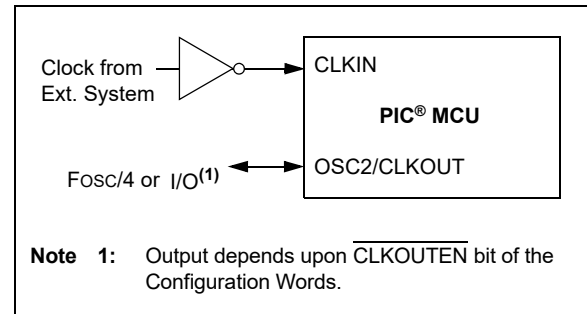 Clock from
Ext. System
CLKIN
PIC® MCU
FOSC/4 or I/O(1)
OSC2/CLKOUT
Note 1: Output depends upon CLKOUTEN bit of the
Configuration Words.